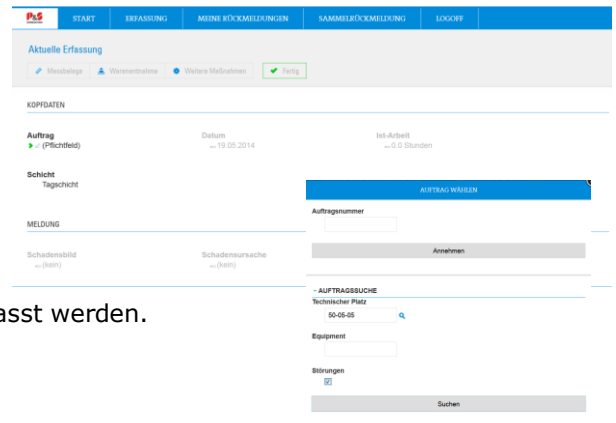 P&S START ERFASSUNG MEINE RÜCKMELDUNGEN SAMMELRÜCKMELDUNG LOGOFF
Aktuelle Erfassung
Messbelege Warenentnahme Weitere Maßnahmen Fertig
KOPFDATEN
Auftrag Datum Ist-Arbeit
(Pflichtfeld) 19.05.2014 0.0 Stunden
Schicht
Tagschicht
MELDUNG
Schadensbild Schadensursache
(kein) (kein)
asst werden.
AUFTRAG WÄHLEN
Auftragsnummer
Annehmen
– AUFTRAGSSUCHE
Technischer Platz
50-05-05
Equipment
Störungen
Suchen